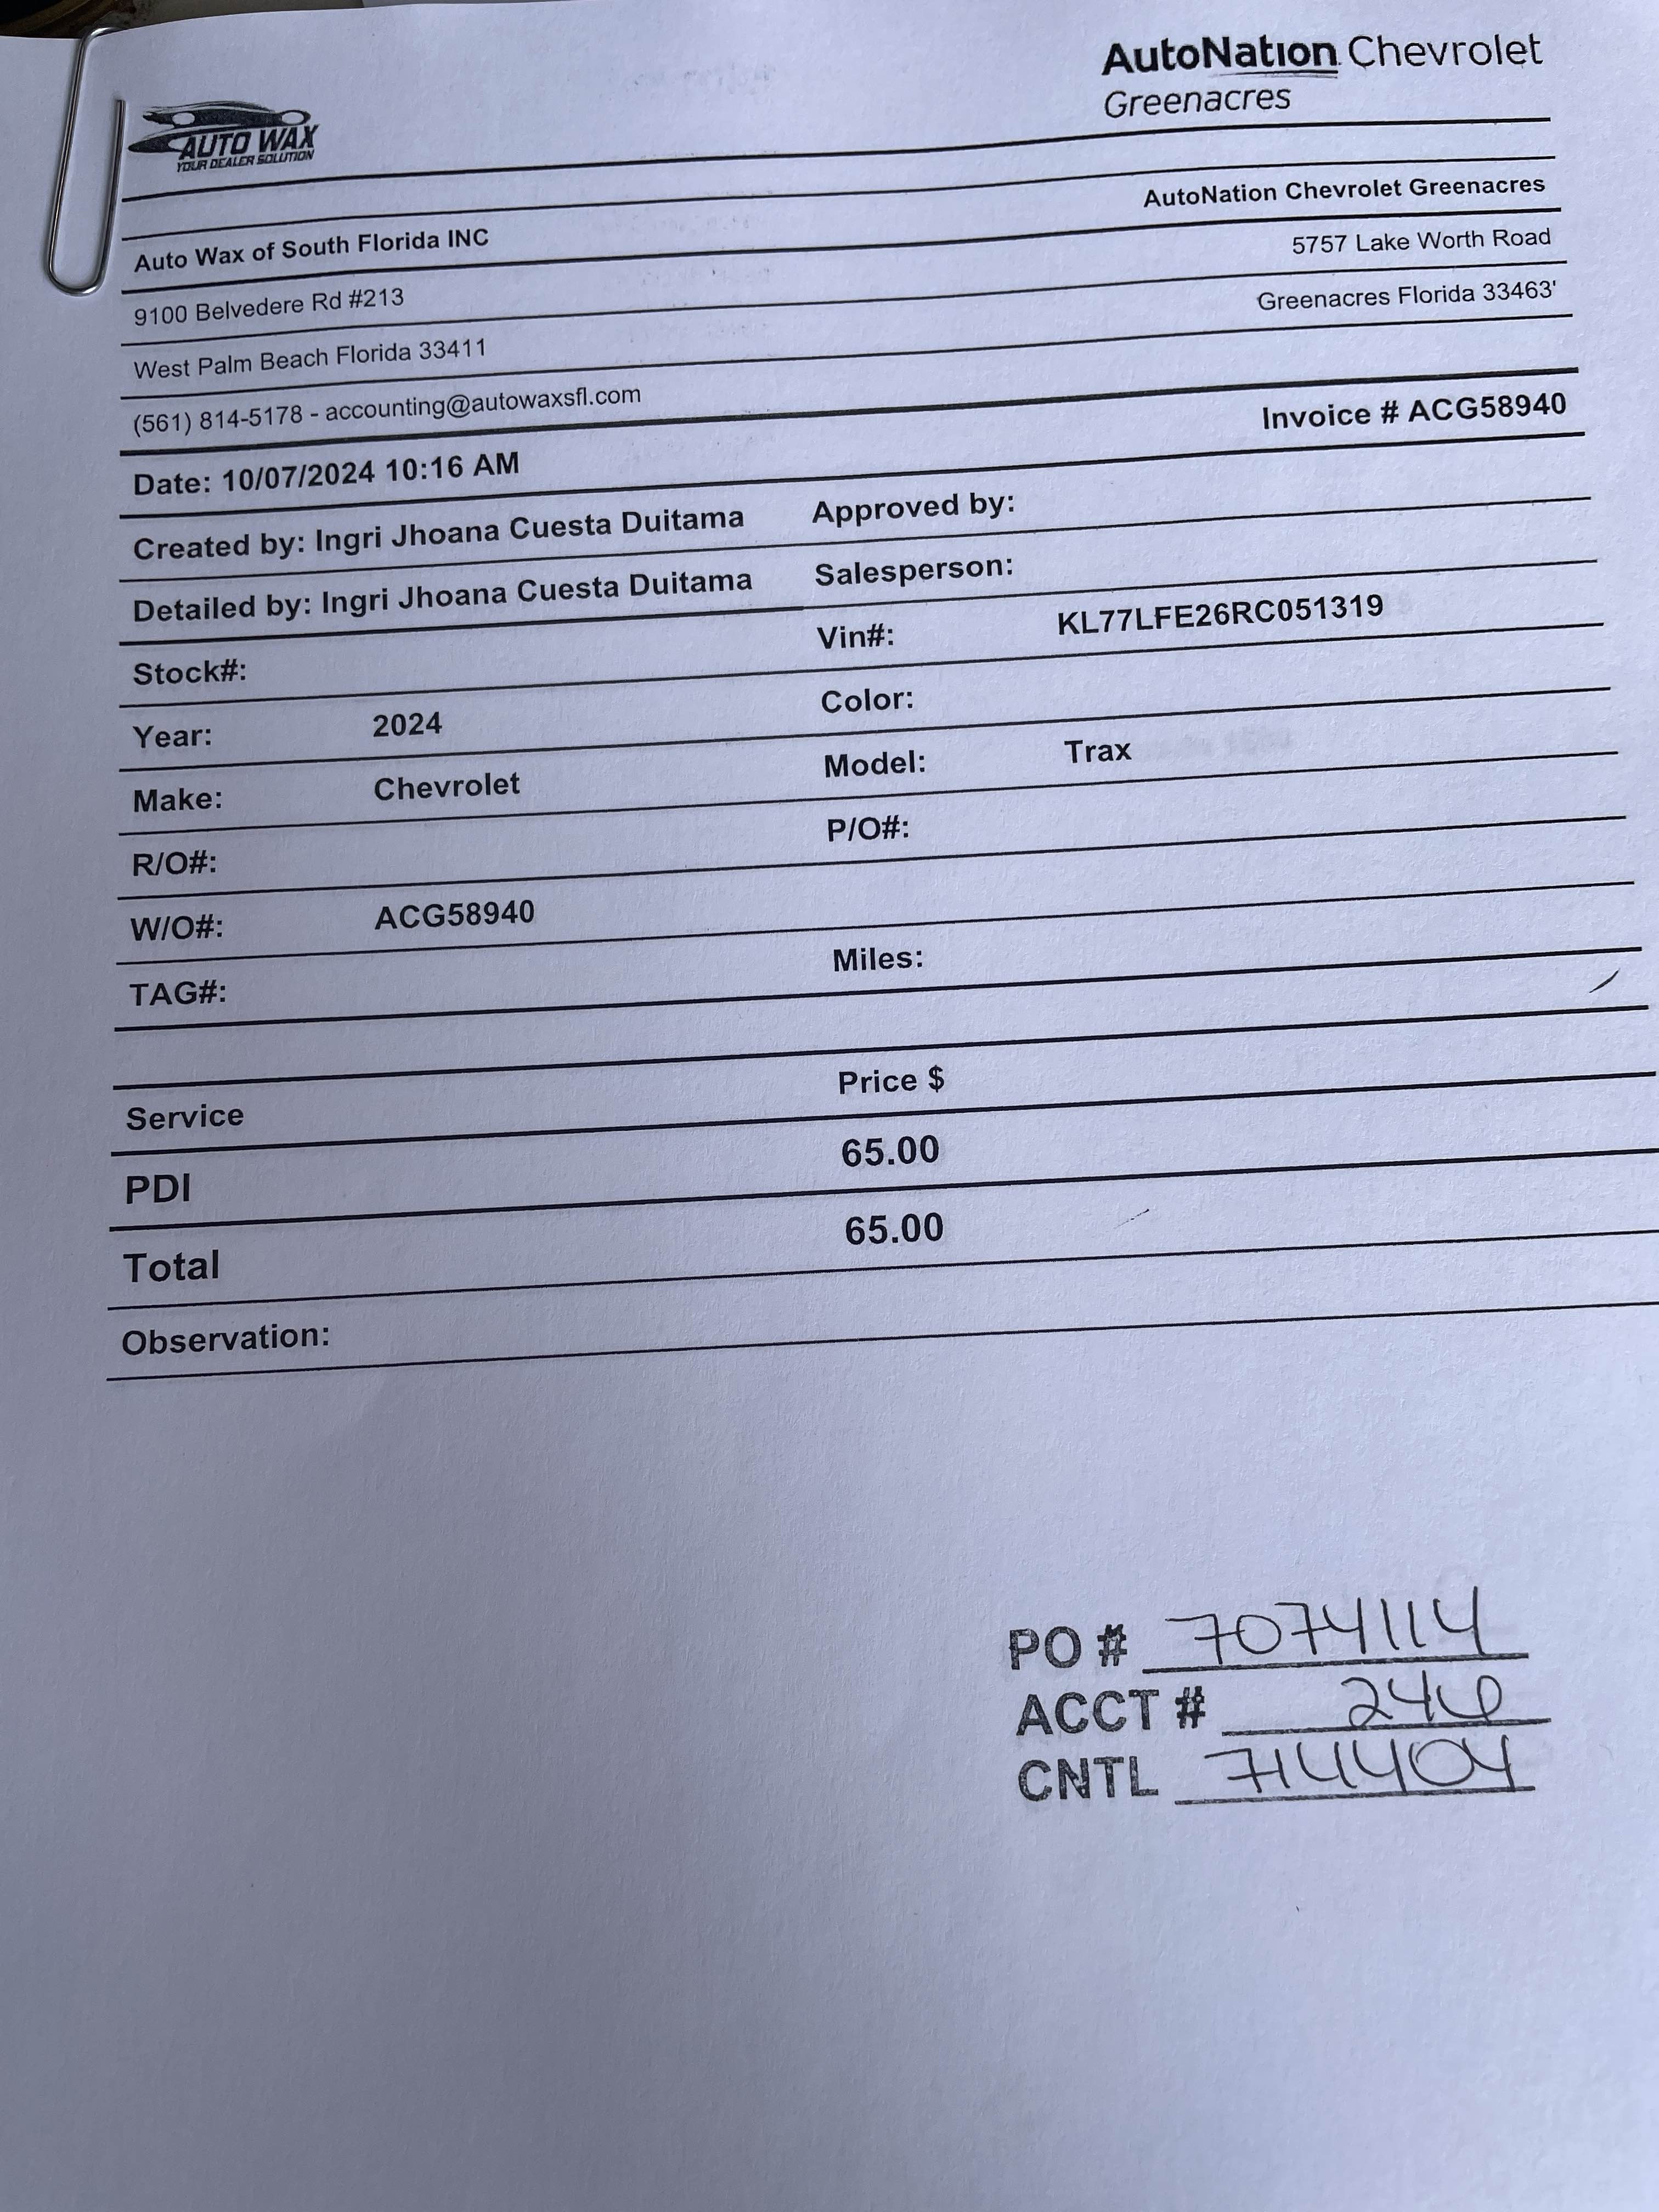 AutoNation Chevrolet
Greenacres
AUTO WAX
YOUR DEALER SOLUTION
AutoNation Chevrolet Greenacres
Auto Wax of South Florida INC
5757 Lake Worth Road
9100 Belvedere Rd #213
Greenacres Florida 33463'
West Palm Beach Florida 33411
(561) 814-5178 - accounting@autowaxsfl.com
Invoice # ACG58940
Date: 10/07/2024 10:16 AM
Created by: Ingri Jhoana Cuesta Duitama Approved by:
Detailed by: Ingri Jhoana Cuesta Duitama Salesperson:
Stock#: Vin#: KL77LFE26RC051319
Year: 2024 Color:
Make: Chevrolet Model: Trax
R/O#: P/O#:
W/O#: ACG58940
TAG#: Miles:
Service Price $
PDI 65.00
Total 65.00
Observation:
PO # 7074114
ACCT # 246
CNTL 714404